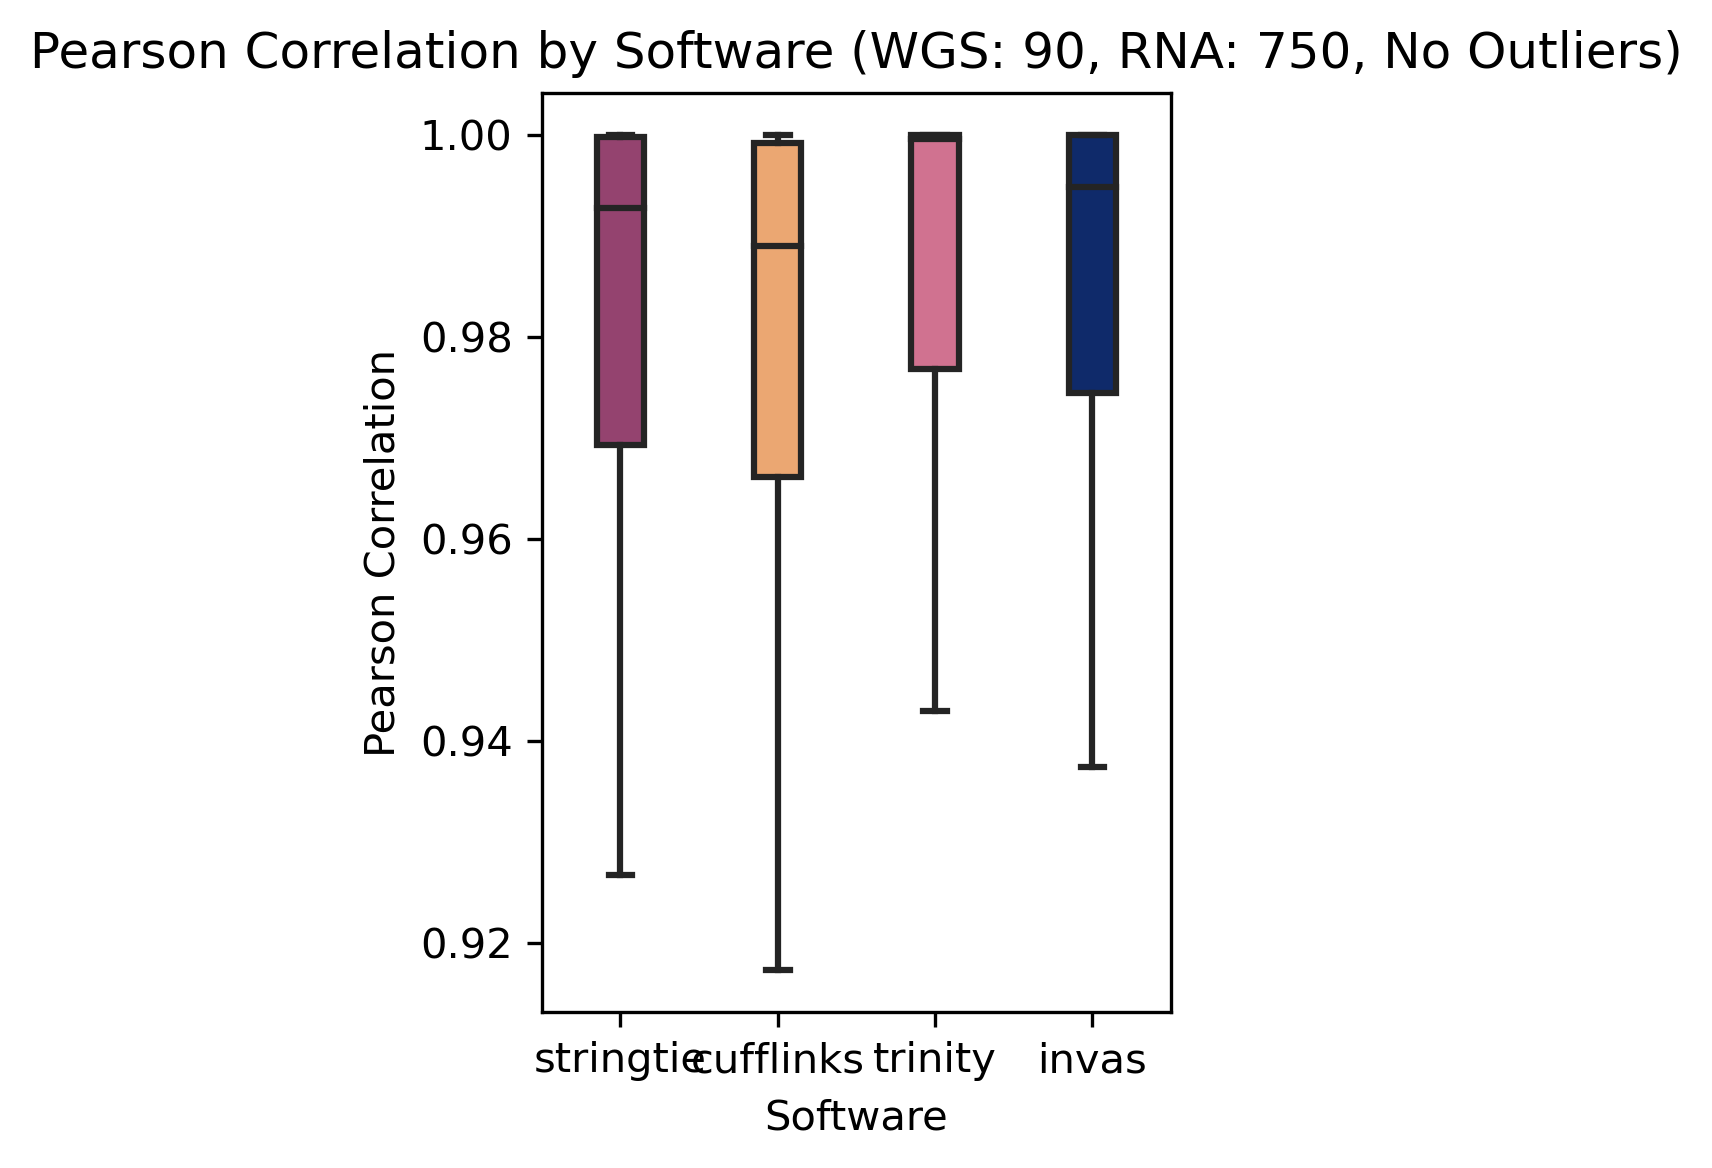 Pearson Correlation by Software (WGS: 90, RNA: 750, No Outliers)
1.00
0.98
0.96
0.94
0.92
Pearson Correlation
stringtie
cufflinks
trinity
invas
Software